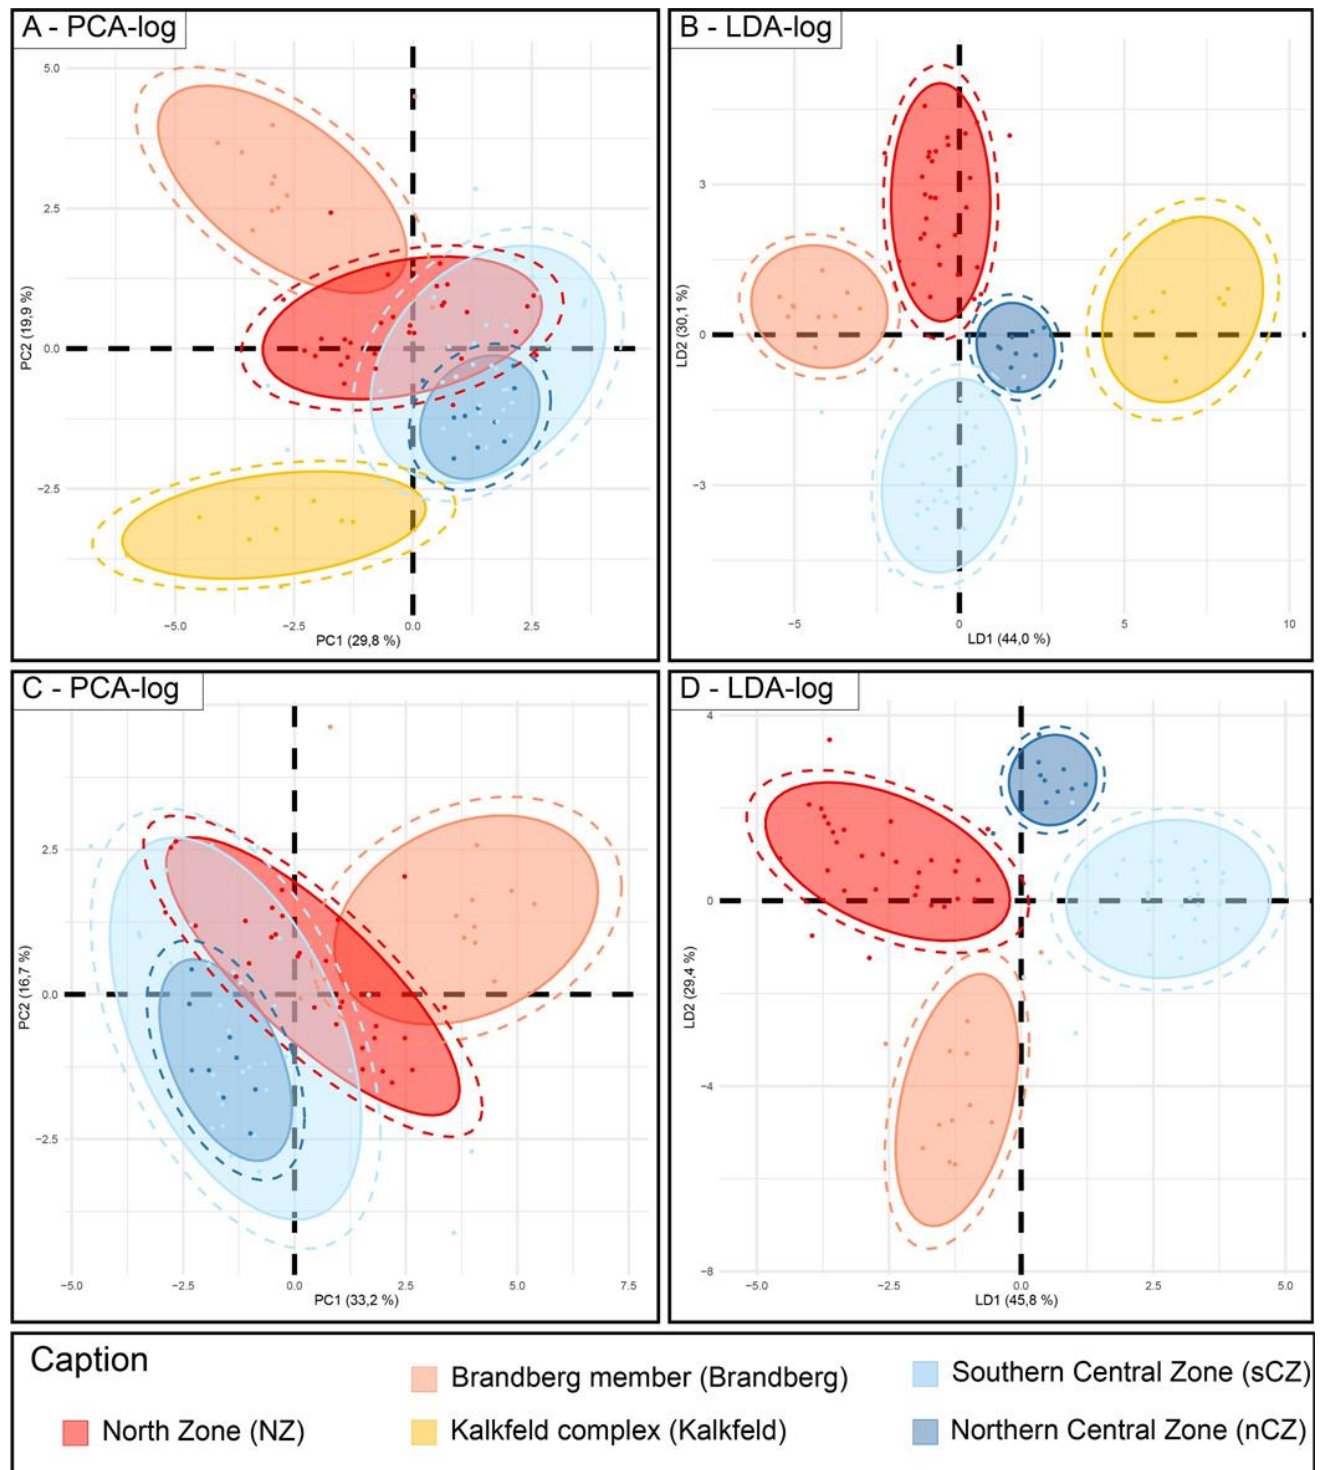 A - PCA-log
5.0
2.5
0.0
−2.5
PC2 (19,9 %)
−5.0
−2.5
0.0
2.5
PC1 (29,8 %)
B - LDA-log
3
0
−3
LD2 (30,1 %)
−5
0
5
10
LD1 (44,0 %)
C - PCA-log
2.5
0.0
−2.5
PC2 (16,7 %)
−5.0
−2.5
0.0
2.5
5.0
7.5
PC1 (33,2 %)
D - LDA-log
4
0
−4
−8
LD2 (29,4 %)
−5.0
−2.5
0.0
2.5
5.0
LD1 (45,8 %)
Caption
North Zone (NZ)
Brandberg member (Brandberg)
Kalkfeld complex (Kalkfeld)
Southern Central Zone (sCZ)
Northern Central Zone (nCZ)